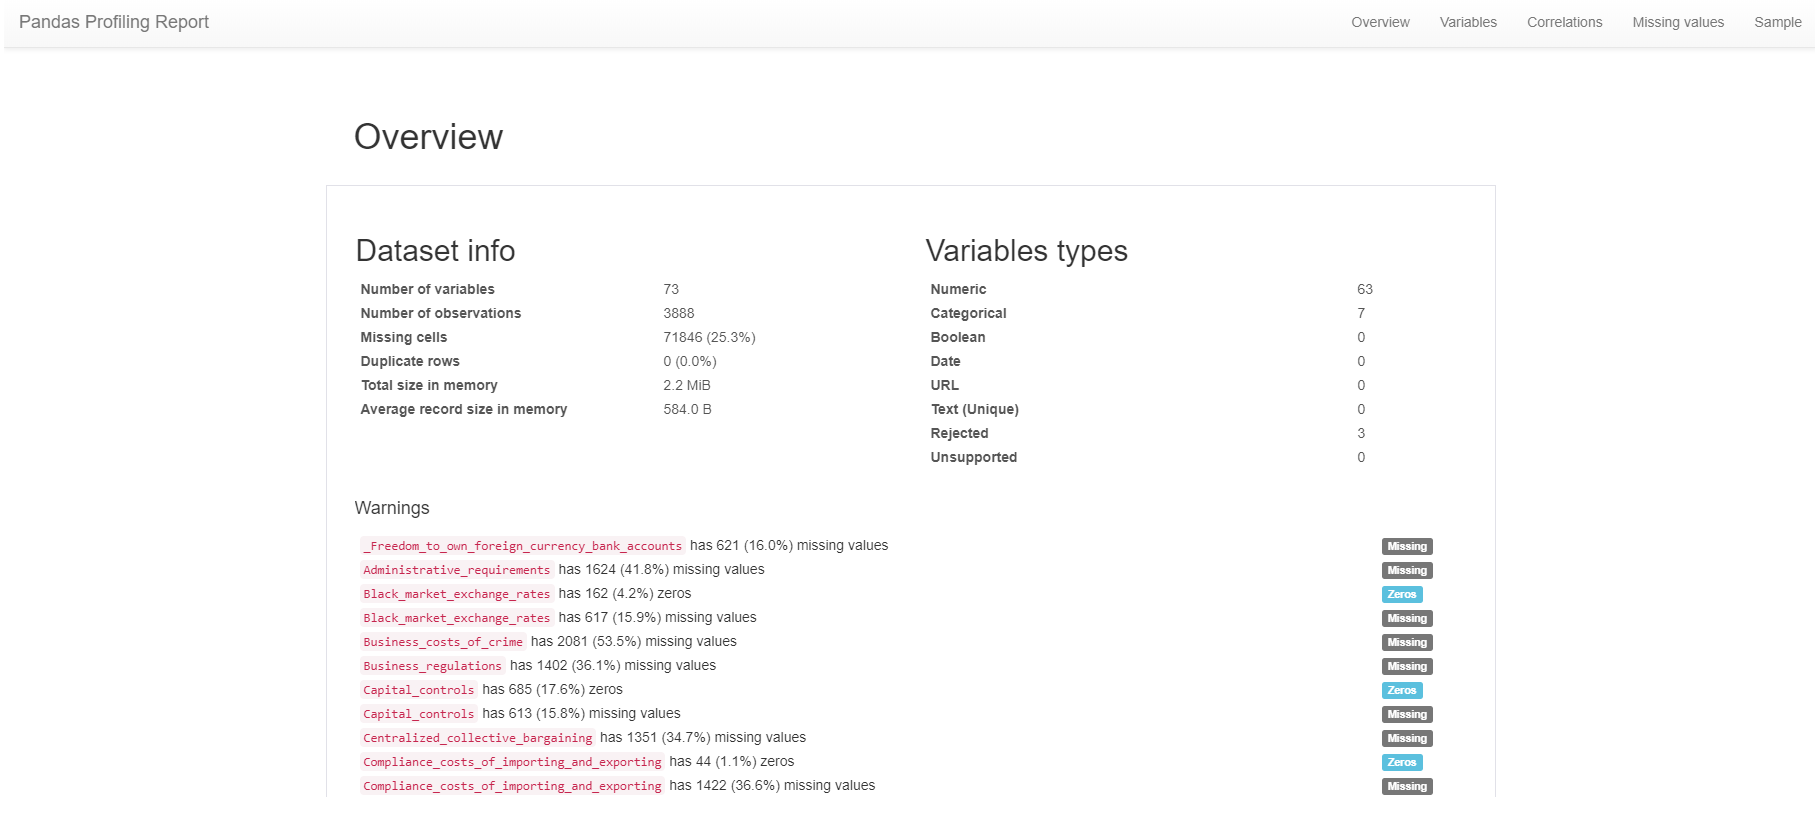 Pandas Profiling Report Overview Variables Correlations Missing values Sample
Overview
Dataset info
Number of variables 73
Number of observations 3888
Missing cells 71846 (25.3%)
Duplicate rows 0 (0.0%)
Total size in memory 2.2 MiB
Average record size in memory 584.0 B
Variables types
Numeric 63
Categorical 7
Boolean 0
Date 0
URL 0
Text (Unique) 0
Rejected 3
Unsupported 0
Warnings
_Freedom_to_own_foreign_currency_bank_accounts has 621 (16.0%) missing values Missing
Administrative_requirements has 1624 (41.8%) missing values Missing
Black_market_exchange_rates has 162 (4.2%) zeros Zeros
Black_market_exchange_rates has 617 (15.9%) missing values Missing
Business_costs_of_crime has 2081 (53.5%) missing values Missing
Business_regulations has 1402 (36.1%) missing values Missing
Capital_controls has 685 (17.6%) zeros Zeros
Capital_controls has 613 (15.8%) missing values Missing
Centralized_collective_bargaining has 1351 (34.7%) missing values Missing
Compliance_costs_of_importing_and_exporting has 44 (1.1%) zeros Zeros
Compliance_costs_of_importing_and_exporting has 1422 (36.6%) missing values Missing